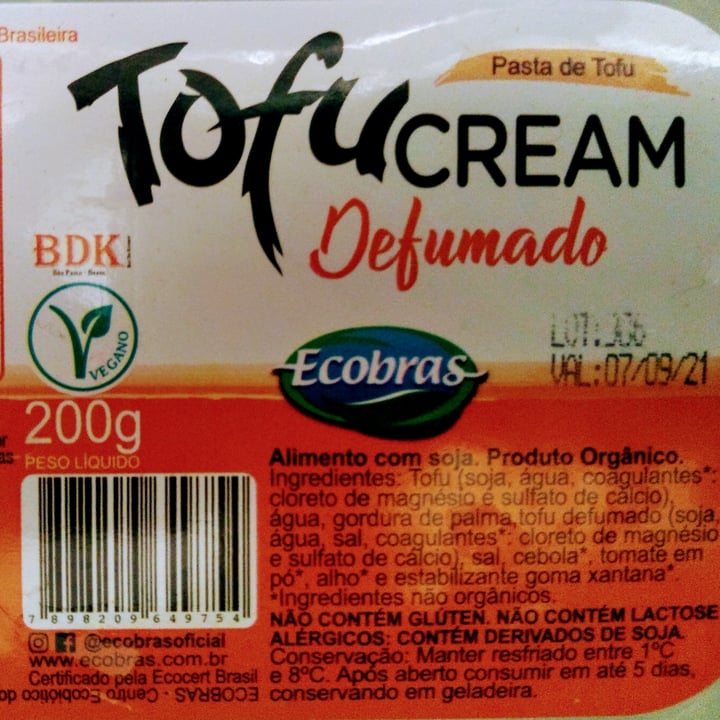 Brasileira
Pasta de Tofu
Tofu CREAM
Defumado
BDK
VEGANO
Ecobras
LOT:306
VAL:07/09/21
200g
PESO LÍQUIDO
Alimento com soja. Produto Orgânico.
Ingredientes: Tofu (soja, água, coagulantes*:
cloreto de magnésio e sulfato de cálcio),
água, gordura de palma,tofu defumado (soja,
água, sal, coagulantes*: cloreto de magnésio
e sulfato de cálcio), sal, cebola*, tomate em
pó*, alho* e estabilizante goma xantana*.
*Ingredientes não orgânicos.
NÃO CONTÉM GLÚTEN. NÃO CONTÉM LACTOSE
ALÉRGICOS: CONTÉM DERIVADOS DE SOJA.
Conservação: Manter resfriado entre 1ºC
e 8ºC. Após aberto consumir em até 5 dias,
conservando em geladeira.
7 898209 649754
@ecobrasoficial
www.ecobras.com.br
Certificado pela Ecocert Brasil
ECOBRAS - Centro Ecobiótico do